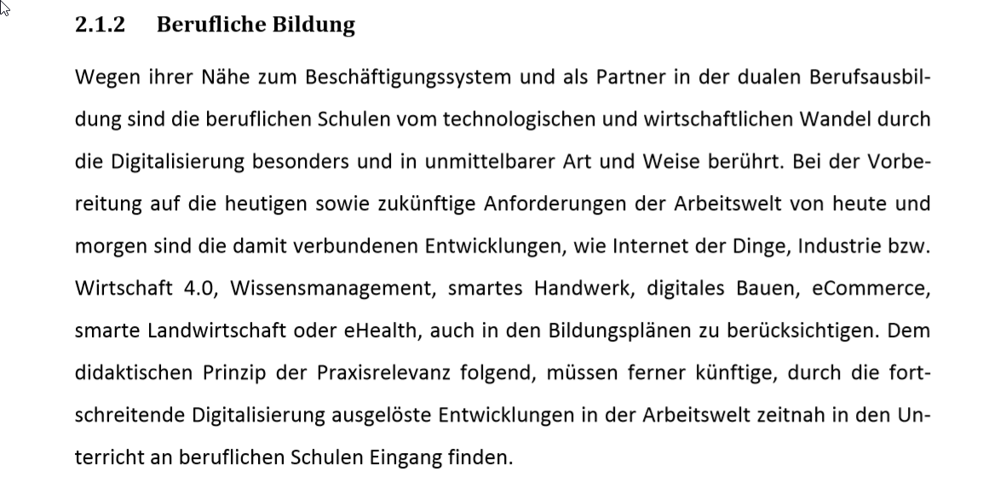 2.1.2 Berufliche Bildung
Wegen ihrer Nähe zum Beschäftigungssystem und als Partner in der dualen Berufsausbil-
dung sind die beruflichen Schulen vom technologischen und wirtschaftlichen Wandel durch
die Digitalisierung besonders und in unmittelbarer Art und Weise berührt. Bei der Vorbe-
reitung auf die heutigen sowie zukünftige Anforderungen der Arbeitswelt von heute und
morgen sind die damit verbundenen Entwicklungen, wie Internet der Dinge, Industrie bzw.
Wirtschaft 4.0, Wissensmanagement, smartes Handwerk, digitales Bauen, eCommerce,
smarte Landwirtschaft oder eHealth, auch in den Bildungsplänen zu berücksichtigen. Dem
didaktischen Prinzip der Praxisrelevanz folgend, müssen ferner künftige, durch die fort-
schreitende Digitalisierung ausgelöste Entwicklungen in der Arbeitswelt zeitnah in den Un-
terricht an beruflichen Schulen Eingang finden.